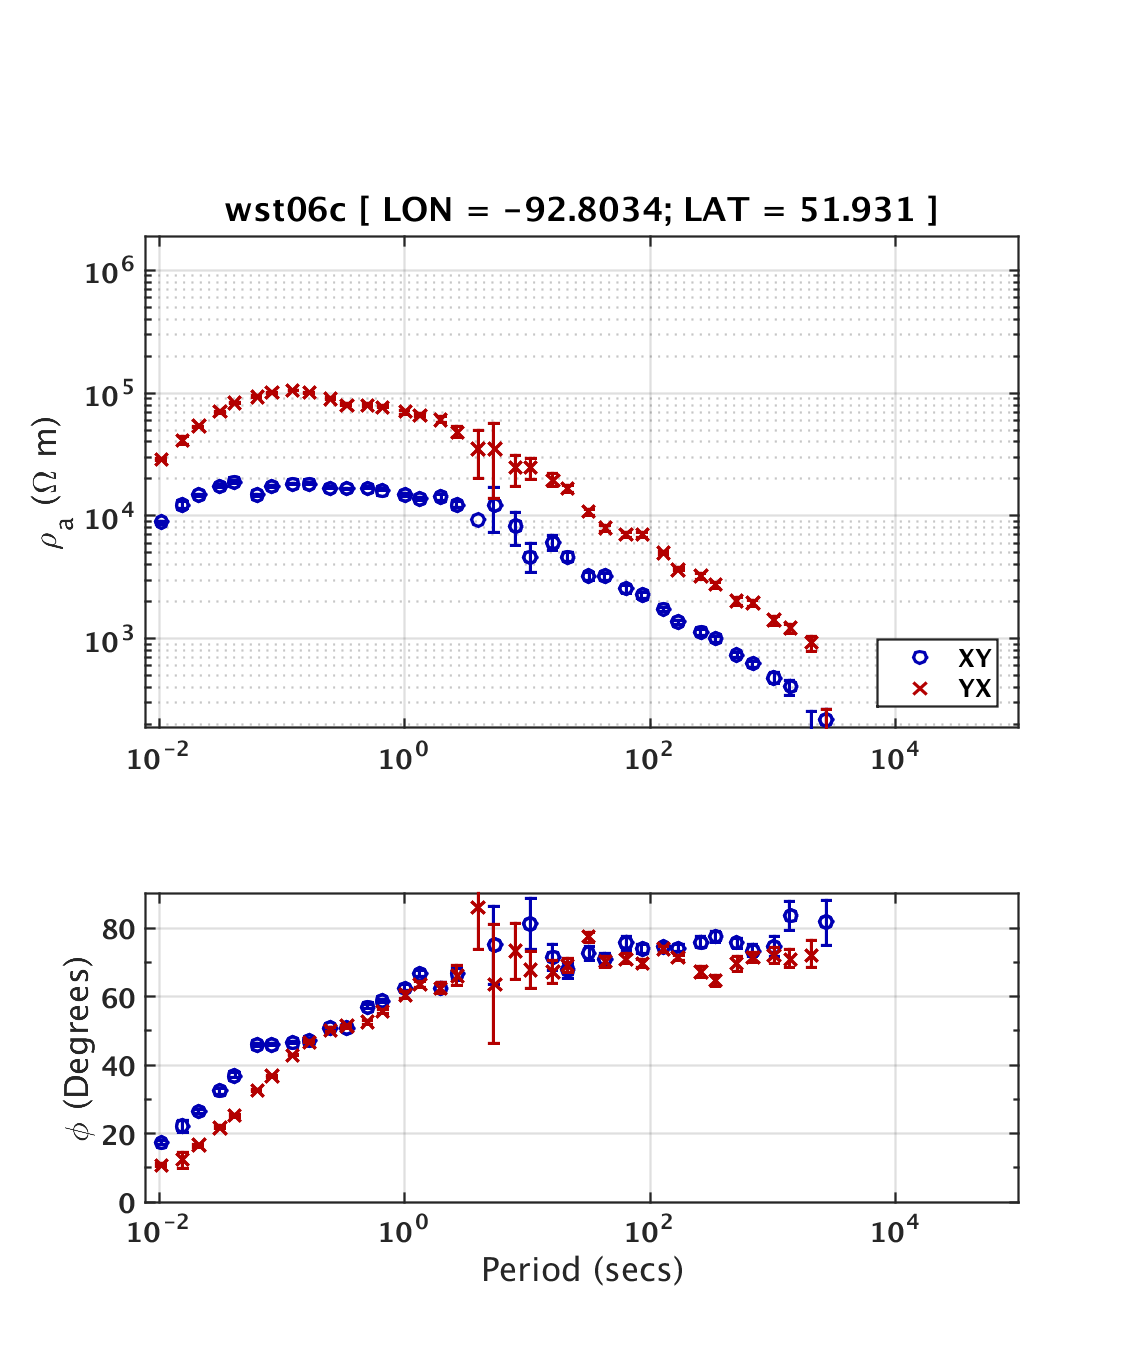 wst06c [ LON = -92.8034; LAT = 51.931 ]
ρa (Ω m)
10^6
10^5
10^4
10^3
XY
YX
10^-2 10^0 10^2 10^4
ϕ (Degrees)
80
60
40
20
0
10^-2 10^0 10^2 10^4
Period (secs)